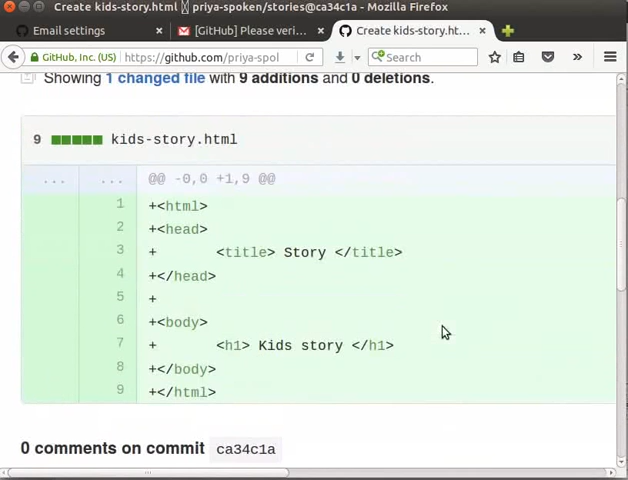 Create kids-story.html · priya-spoken/stories@ca34c1a - Mozilla Firefox
Email settings
[GitHub] Please veri...
Create kids-story.ht...
GitHub, Inc. (US)
https://github.com/priya-spol
Search
Showing 1 changed file with 9 additions and 0 deletions.
9 kids-story.html
... ... @@ -0,0 +1,9 @@
1 +<html>
2 +<head>
3 + <title> Story </title>
4 +</head>
5 +
6 +<body>
7 + <h1> Kids story </h1>
8 +</body>
9 +</html>
0 comments on commit ca34c1a